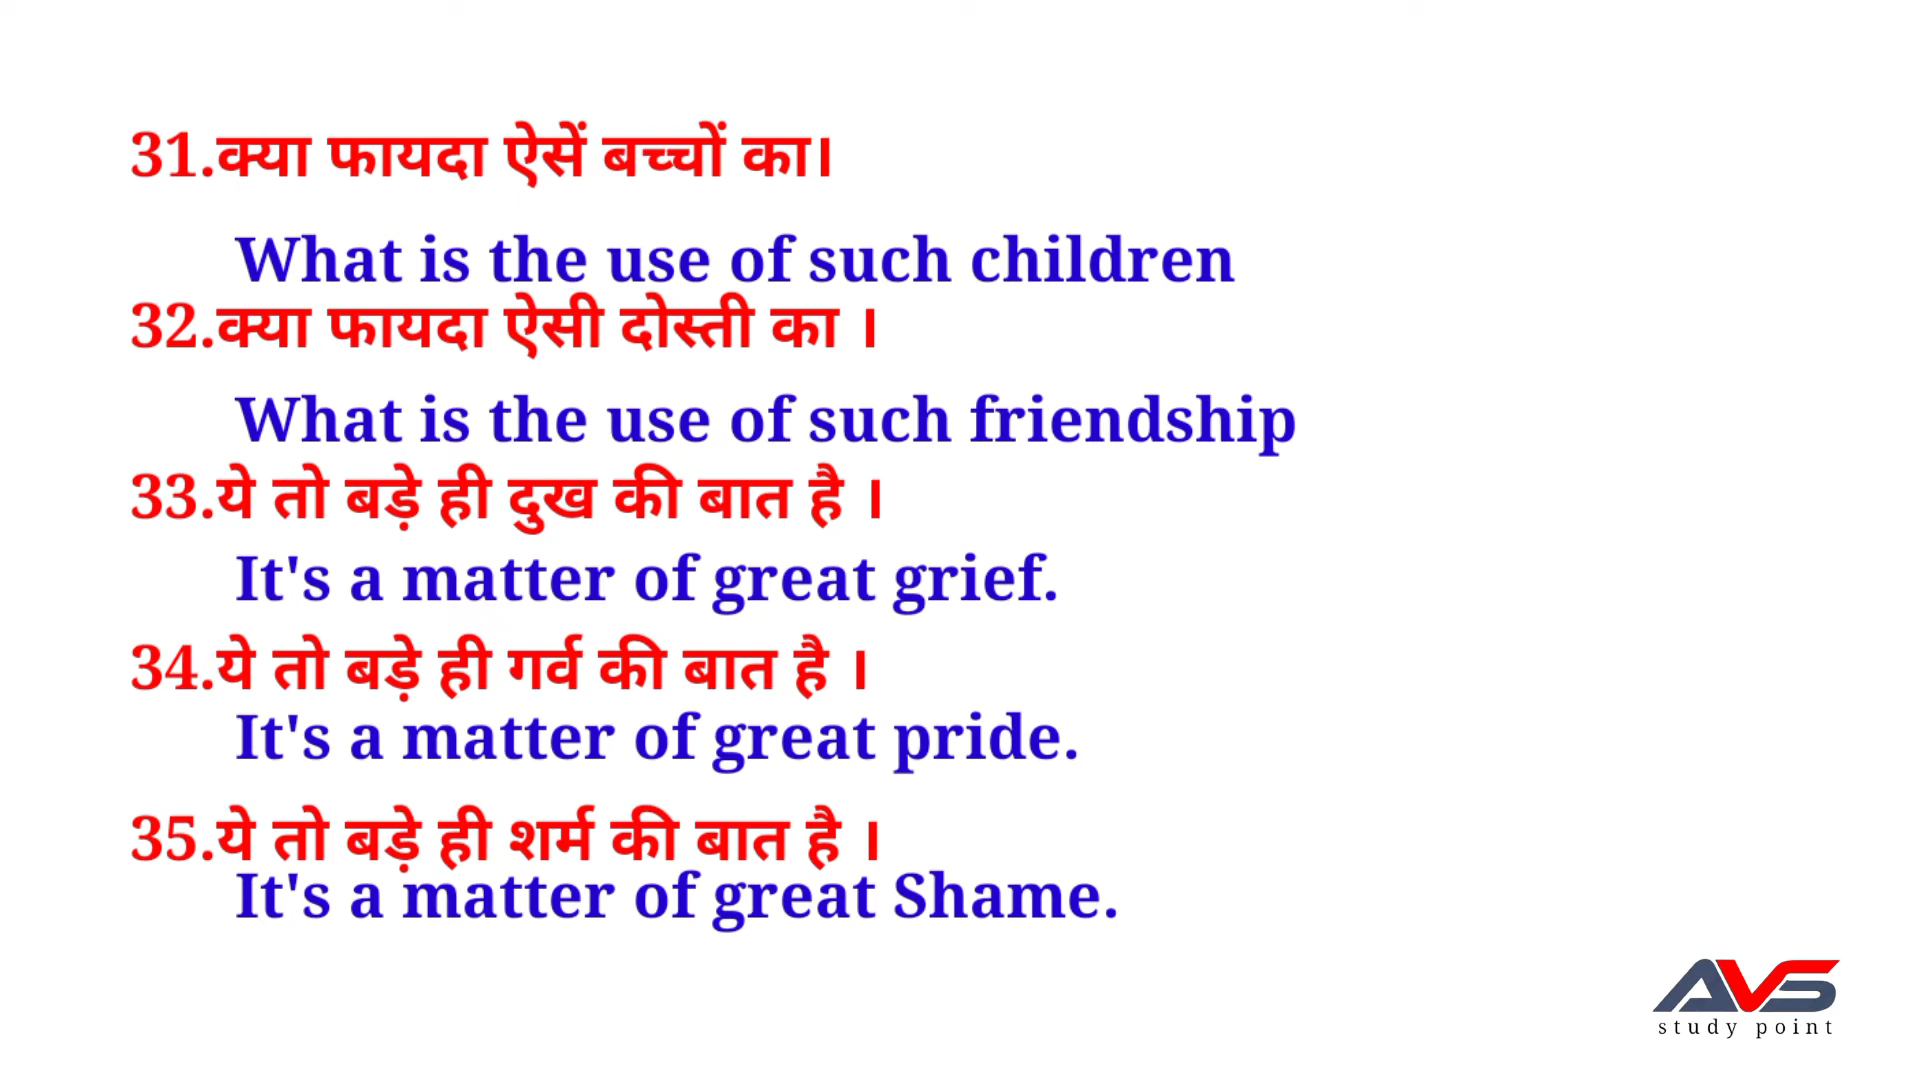 31.क्या फायदा ऐसें बच्चों का।
What is the use of such children
32.क्या फायदा ऐसी दोस्ती का ।
What is the use of such friendship
33.ये तो बड़े ही दुख की बात है ।
It's a matter of great grief.
34.ये तो बड़े ही गर्व की बात है ।
It's a matter of great pride.
35.ये तो बड़े ही शर्म की बात है ।
It's a matter of great Shame.
AVS
study point